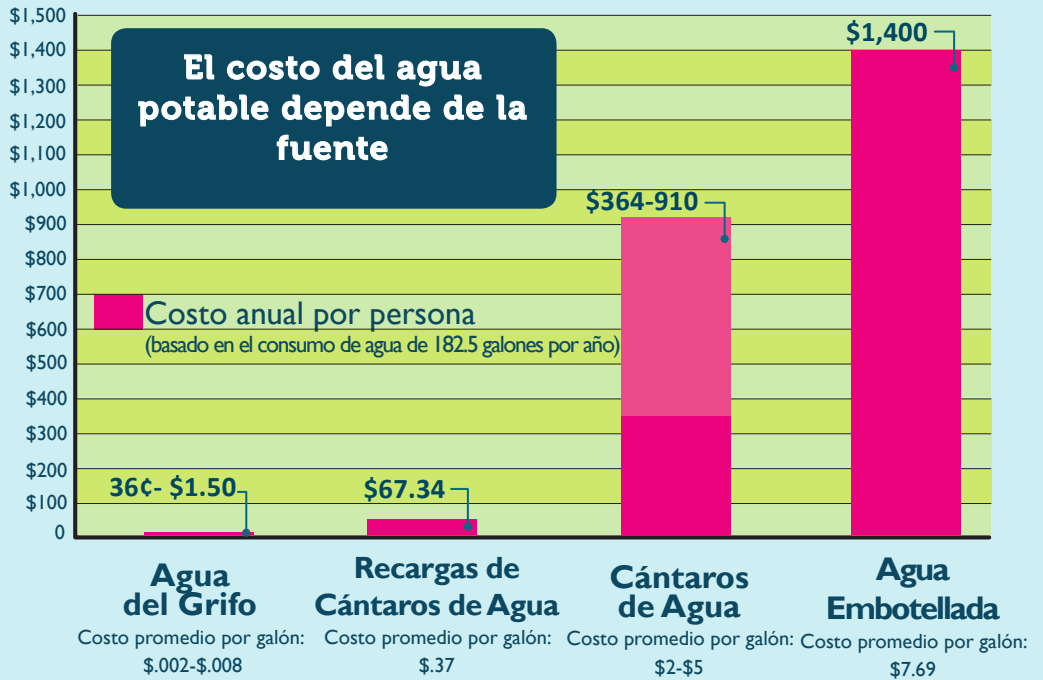 $1,500
$1,400
$1,300
$1,200
$1,100
$1,000
$900
$800
$700
$600
$500
$400
$300
$200
$100
0
El costo del agua
potable depende de la
fuente
Costo anual por persona
(basado en el consumo de agua de 182.5 galones por año)
36¢- $1.50
$67.34
$364-910
$1,400
Agua
del Grifo
Costo promedio por galón:
$.002-$.008
Recargas de
Cántaros de Agua
Costo promedio por galón:
$.37
Cántaros
de Agua
Costo promedio por galón:
$2-$5
Agua
Embotellada
Costo promedio por galón:
$7.69